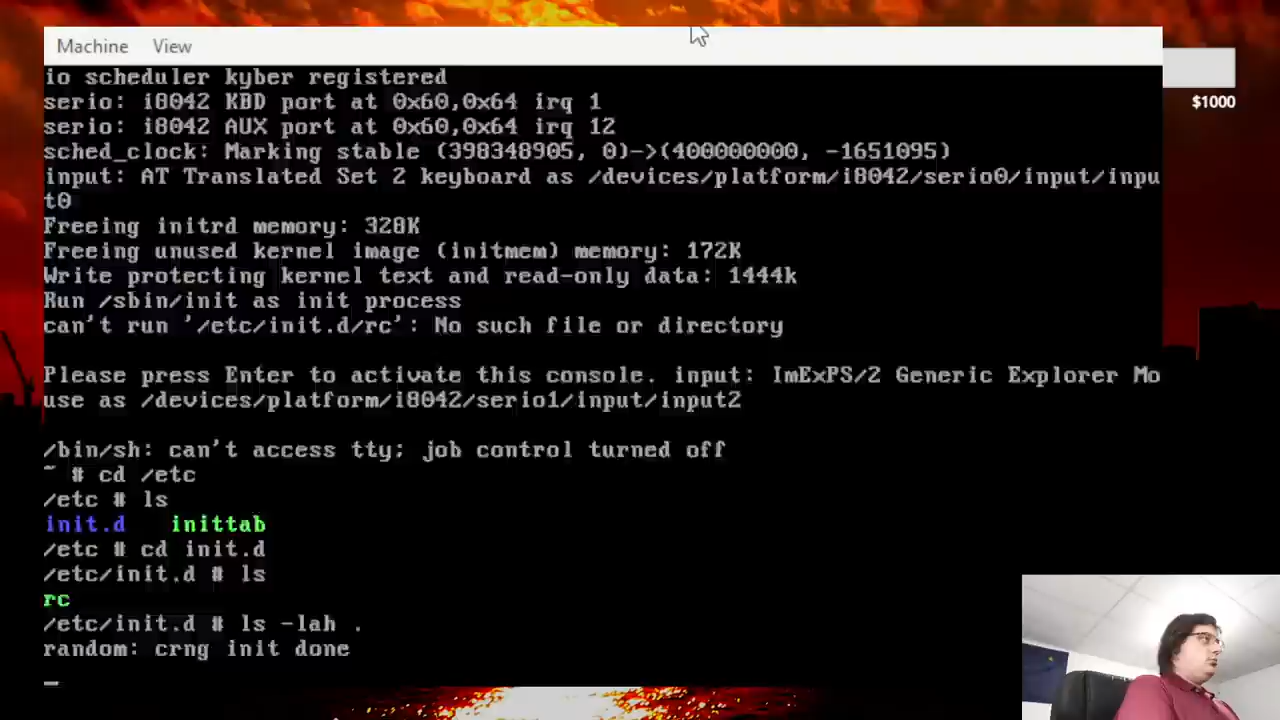 Machine View
io scheduler kyber registered
$1000
serio: i8042 KBD port at 0x60,0x64 irq 1
serio: i8042 AUX port at 0x60,0x64 irq 12
sched_clock: Marking stable (398348905, 0)->(400000000, -1651095)
input: AT Translated Set 2 keyboard as /devices/platform/i8042/serio0/input/inpu
t0
Freeing initrd memory: 328K
Freeing unused kernel image (initmem) memory: 172K
Write protecting kernel text and read-only data: 1444k
Run /sbin/init as init process
can't run '/etc/init.d/rc': No such file or directory
Please press Enter to activate this console. input: ImExPS/2 Generic Explorer Mo
use as /devices/platform/i8042/serio1/input/input2
/bin/sh: can't access tty; job control turned off
~ # cd /etc
/etc # ls
init.d inittab
/etc # cd init.d
/etc/init.d # ls
rc
/etc/init.d # ls -lah .
random: crng init done